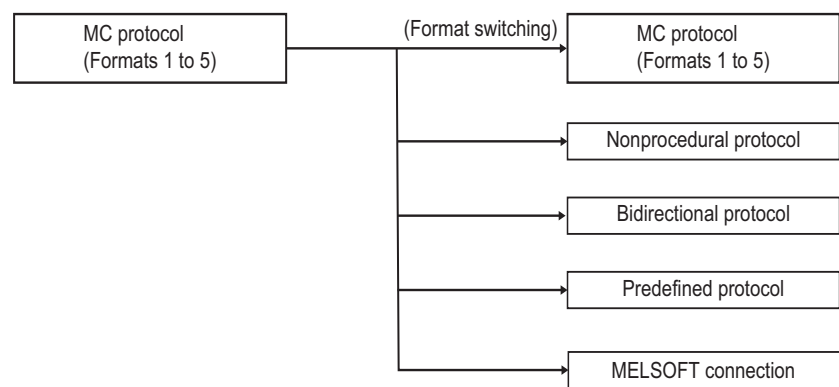 MC protocol
(Formats 1 to 5)
(Format switching)
MC protocol
(Formats 1 to 5)
Nonprocedural protocol
Bidirectional protocol
Predefined protocol
MELSOFT connection